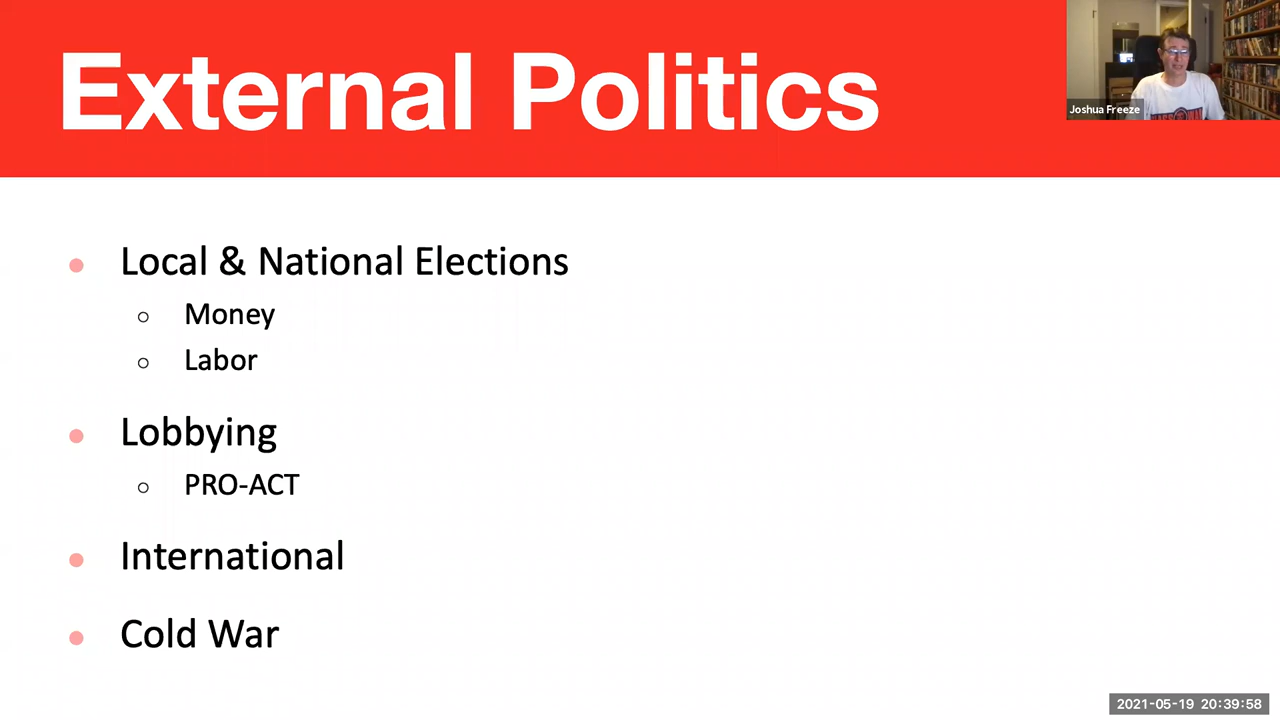 External Politics
Joshua Freeze
Local & National Elections
Money
Labor
Lobbying
PRO-ACT
International
Cold War
2021-05-19 20:39:58